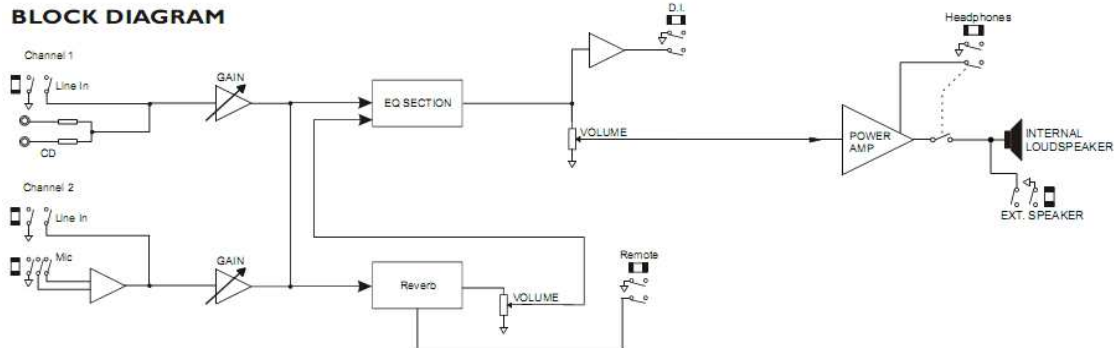 BLOCK DIAGRAM
Channel 1
Line In
CD
GAIN
EQ SECTION
D.I.
VOLUME
Headphones
POWER
AMP
INTERNAL
LOUDSPEAKER
EXT. SPEAKER
Channel 2
Line In
Mic
GAIN
Reverb
VOLUME
Remote